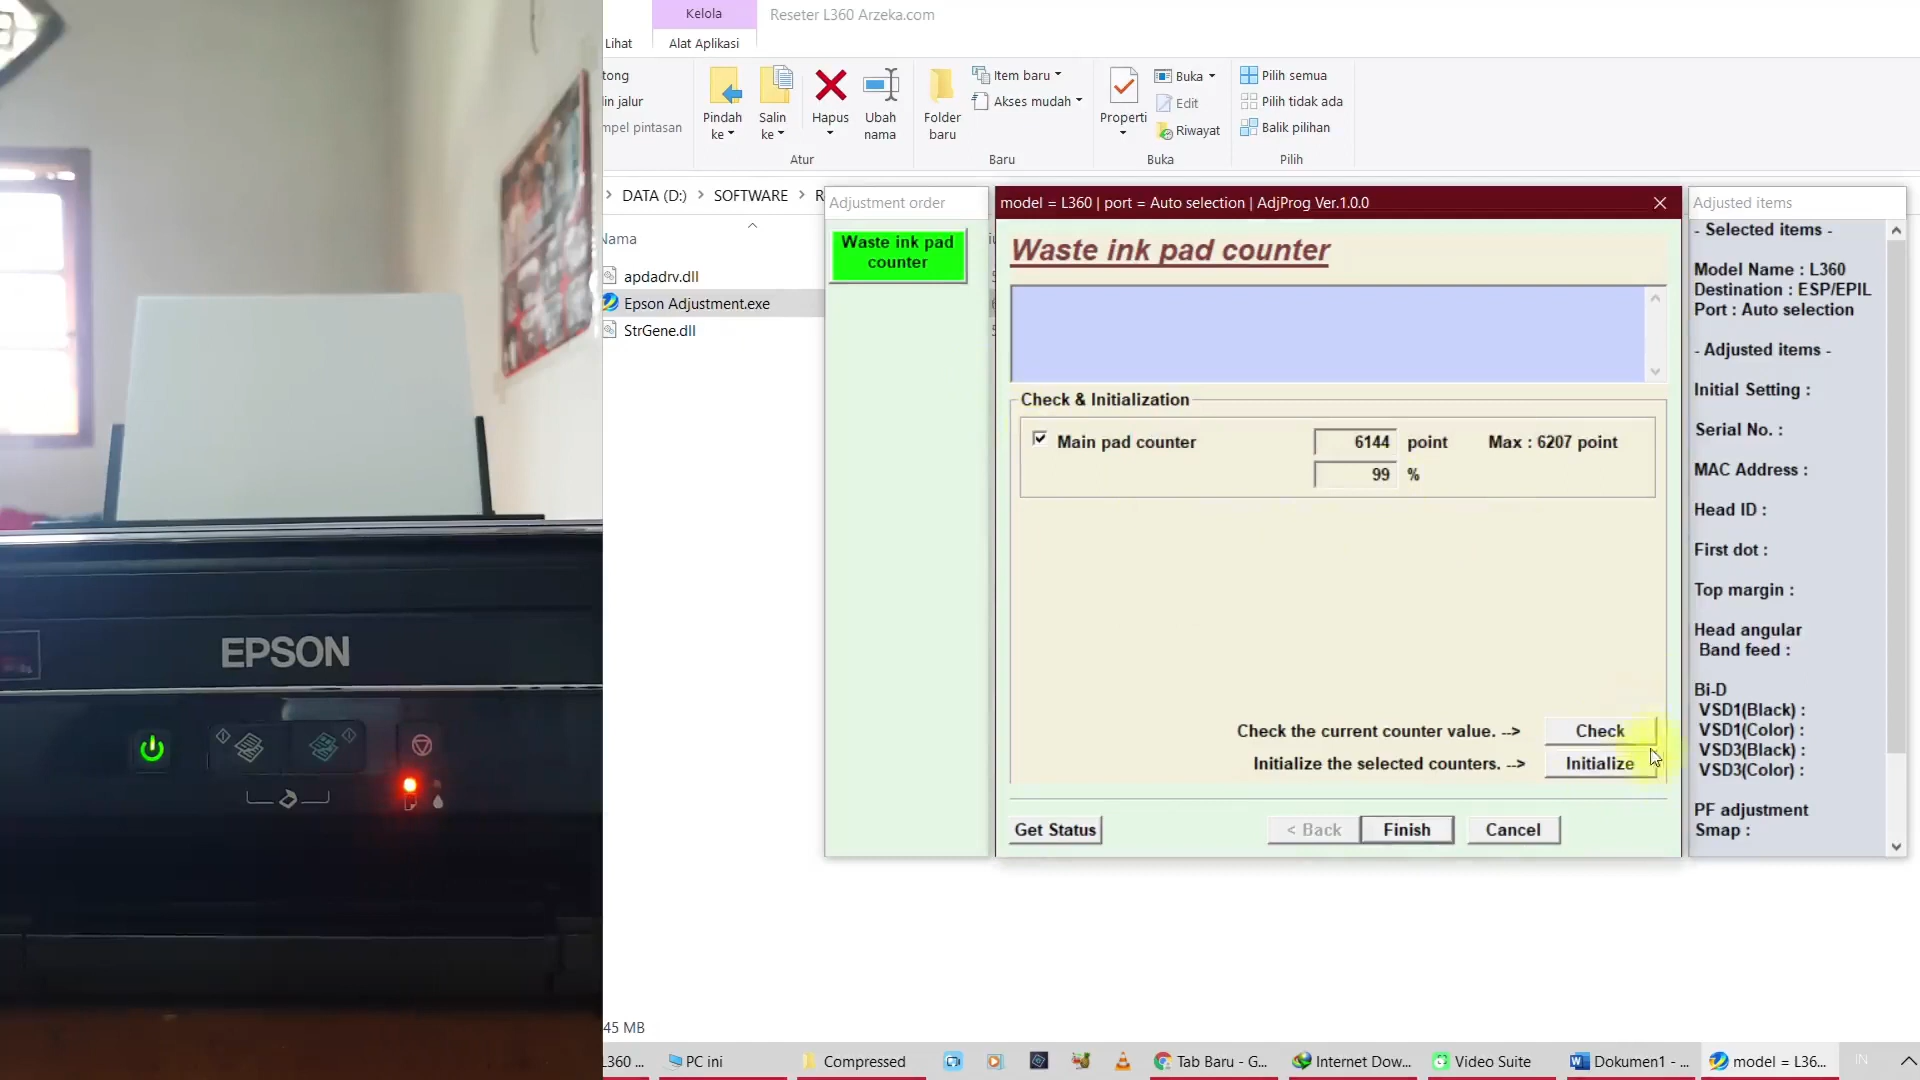 Kelola
Reseter L360 Arzeka.com
Lihat
Alat Aplikasi
tong
in jalur
mpel pintasan
Pindah
ke
Salin
ke
Hapus
Ubah
nama
Atur
Folder
baru
Item baru
Akses mudah
Baru
Properti
Buka
Edit
Riwayat
Buka
Pilih semua
Pilih tidak ada
Balik pilihan
Pilih
DATA (D:)
SOFTWARE
R
Nama
apdadrv.dll
Epson Adjustment.exe
StrGene.dll
45 MB
Adjustment order
Waste ink pad
counter
model = L360 | port = Auto selection | AdjProg Ver.1.0.0
Waste ink pad counter
Check & Initialization
Main pad counter
6144 point Max : 6207 point
99 %
Check the current counter value. -->
Check
Initialize the selected counters. -->
Initialize
Get Status
< Back
Finish
Cancel
Adjusted items
- Selected items -
Model Name : L360
Destination : ESP/EPIL
Port : Auto selection
- Adjusted items -
Initial Setting :
Serial No. :
MAC Address :
Head ID :
First dot :
Top margin :
Head angular
Band feed :
Bi-D
VSD1(Black) :
VSD1(Color) :
VSD3(Black) :
VSD3(Color) :
PF adjustment
Smap :
EPSON
L360 ...
PC ini
Compressed
Tab Baru - G...
Internet Dow...
Video Suite
Dokumen1 - ...
model = L36...
IN